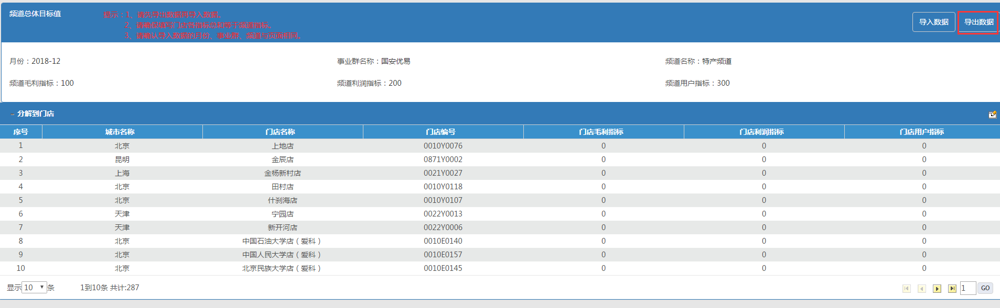 频道总体目标值
提示：1、请先导出数据再导入数据。
2、请确保填写门店各指标总和等于频道指标。
3、请确认导入数据的月份、事业群、频道与页面相同。
导入数据 导出数据
月份：2018-12 事业群名称：国安优易 频道名称：特产频道
频道毛利指标：100 频道利润指标：200 频道用户指标：300
分解到门店
序号 城市名称 门店名称 门店编号 门店毛利指标 门店利润指标 门店用户指标
1 北京 上地店 0010Y0076 0 0 0
2 昆明 金辰店 0871Y0002 0 0 0
3 上海 金杨新村店 0021Y0027 0 0 0
4 北京 田村店 0010Y0118 0 0 0
5 北京 什刹海店 0010Y0107 0 0 0
6 天津 宁园店 0022Y0013 0 0 0
7 天津 新开河店 0022Y0006 0 0 0
8 北京 中国石油大学店（爱科） 0010E0140 0 0 0
9 北京 中国人民大学店（爱科） 0010E0157 0 0 0
10 北京 北京民族大学店（爱科） 0010E0145 0 0 0
显示 10 条 1到10条 共计:287 1 GO